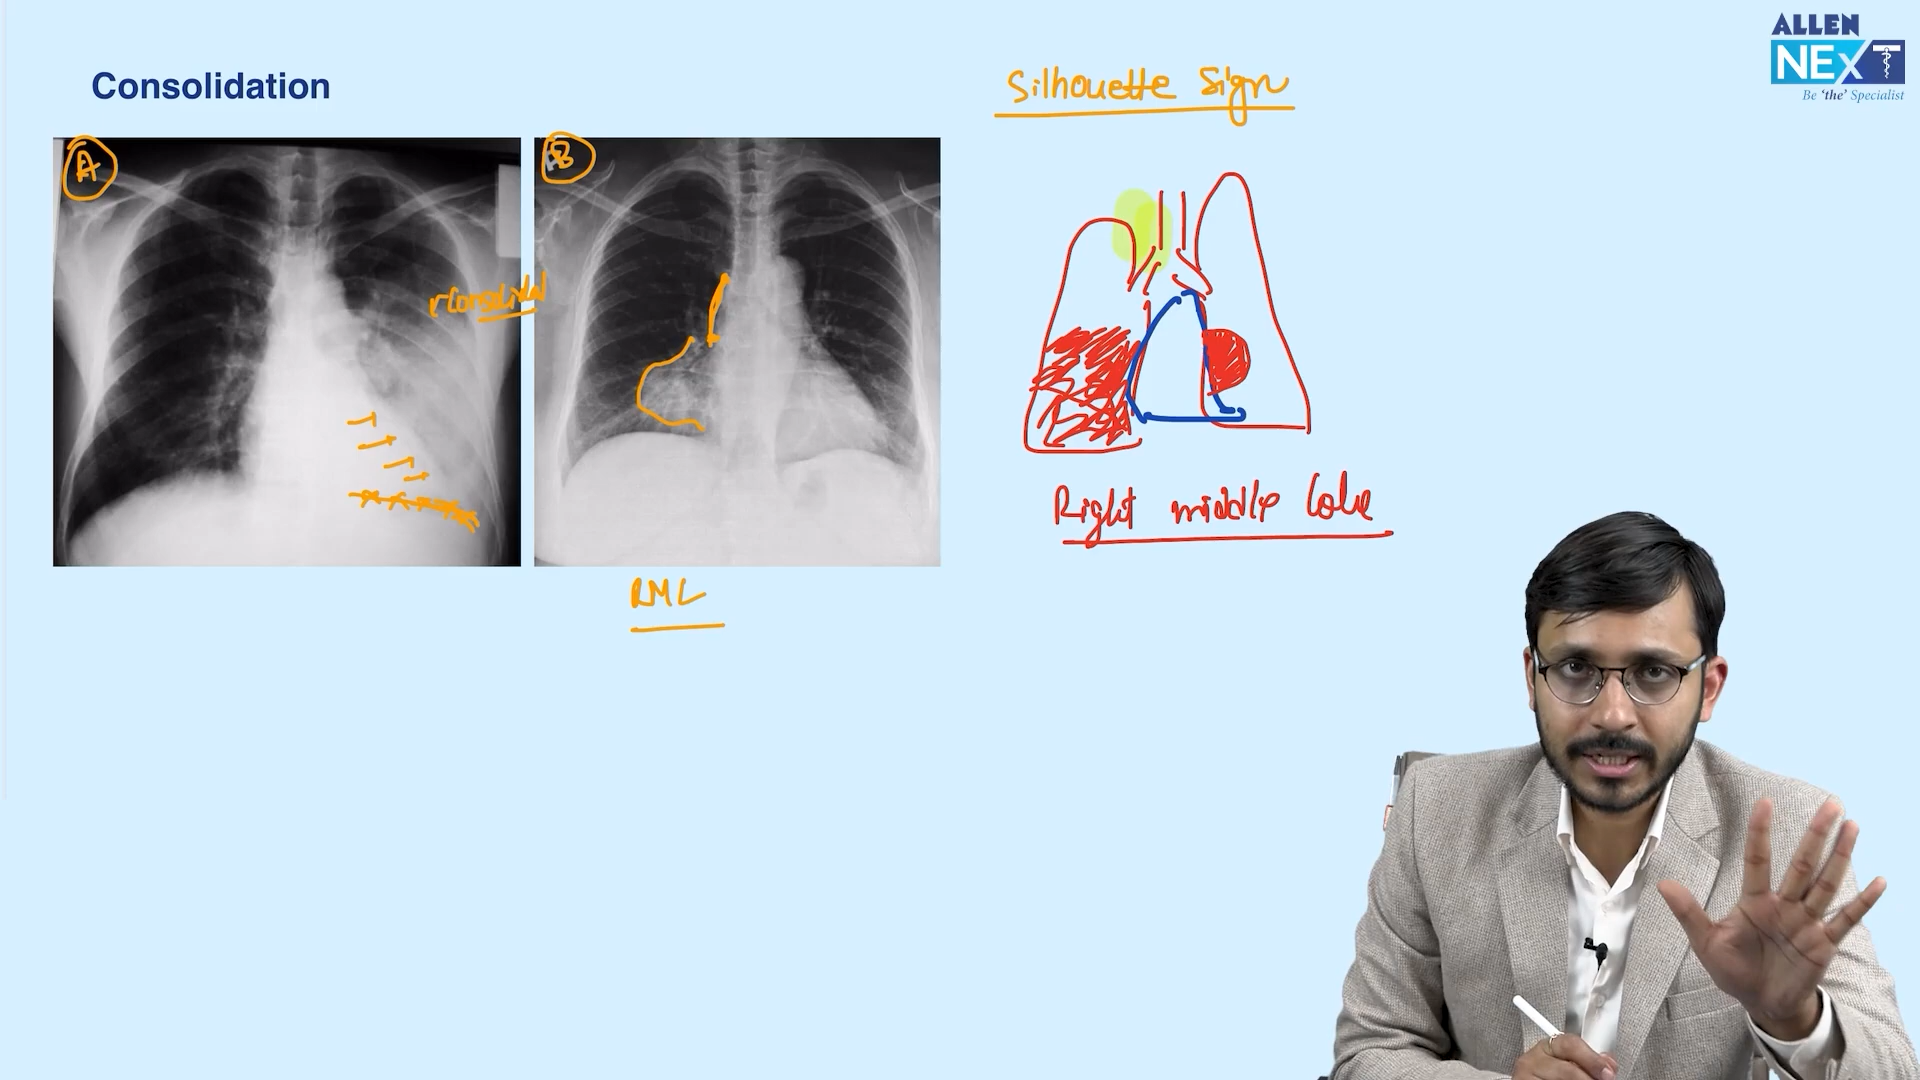 ALLEN
NExT
Be 'the' Specialist
Consolidation
Silhouette Sign
A
B
RML
Right middle lobe